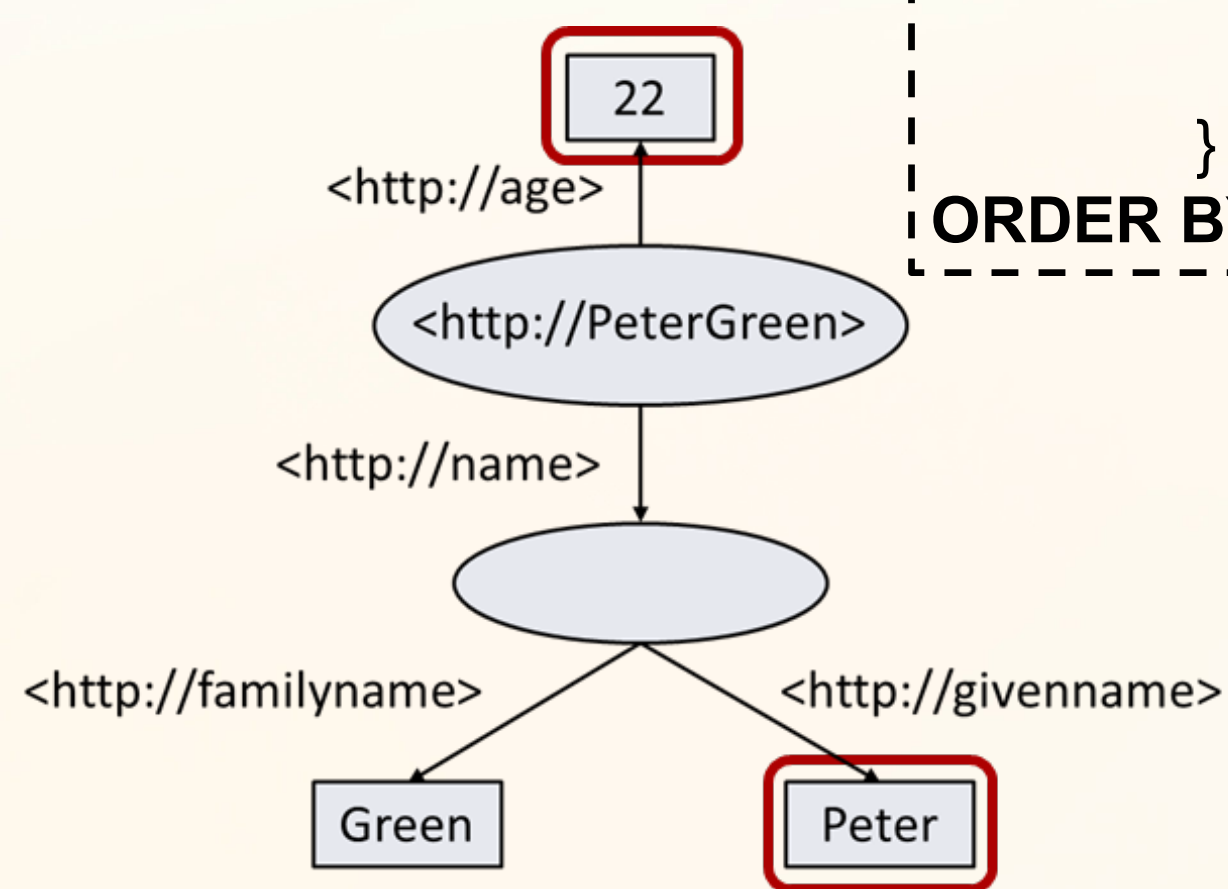 22
}
<http://age>
ORDER B
<http://PeterGreen>
<http://name>
<http://familyname>
<http://givenname>
Green
Peter